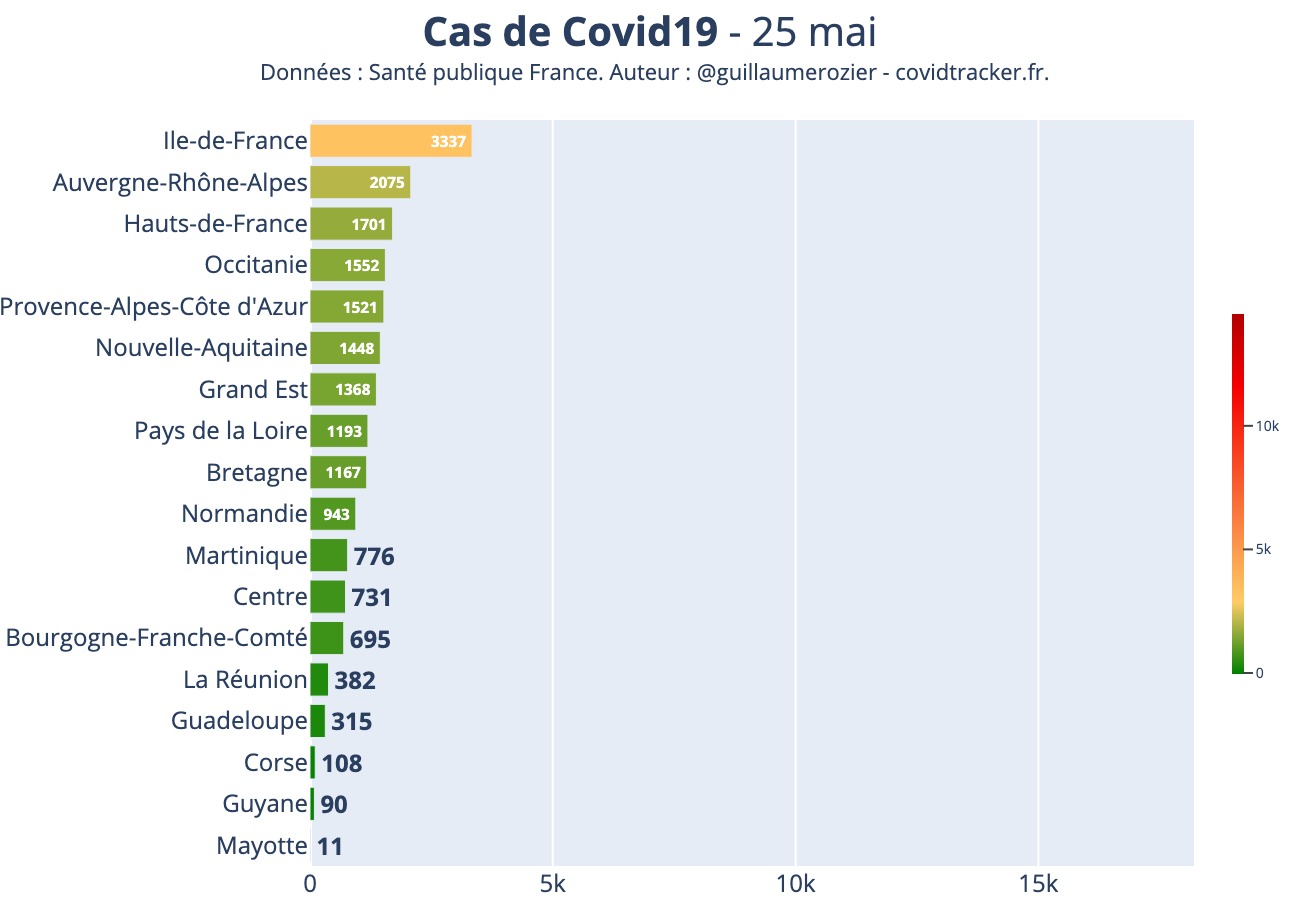 Cas de Covid19 - 25 mai
Données : Santé publique France. Auteur : @guillaumerozier - covidtracker.fr.
Ile-de-France 3337
Auvergne-Rhône-Alpes 2075
Hauts-de-France 1701
Occitanie 1552
Provence-Alpes-Côte d'Azur 1521
Nouvelle-Aquitaine 1448
Grand Est 1368
Pays de la Loire 1193
Bretagne 1167
Normandie 943
Martinique 776
Centre 731
Bourgogne-Franche-Comté 695
La Réunion 382
Guadeloupe 315
Corse 108
Guyane 90
Mayotte 11
0 5k 10k 15k
10k
5k
0